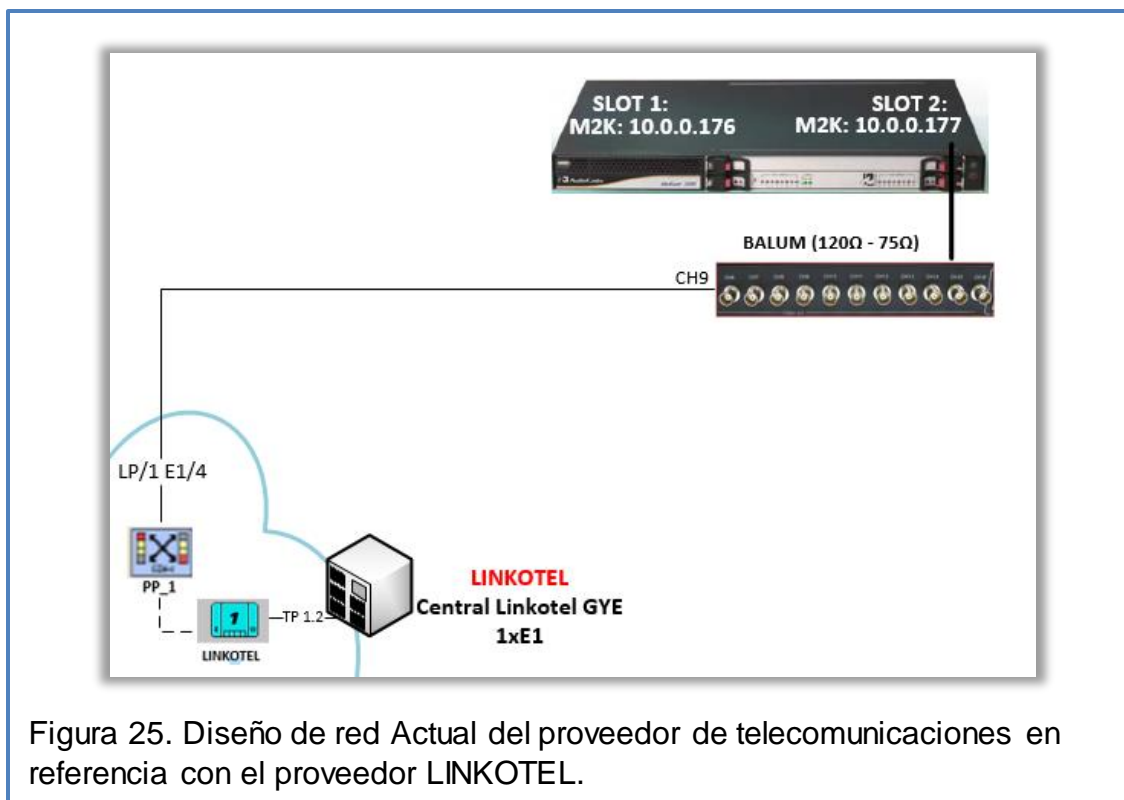 SLOT 1:
M2K: 10.0.0.176
SLOT 2:
M2K: 10.0.0.177
BALUM (120Ω - 75Ω)
CH9
LP/1 E1/4
PP_1
1
TP 1.2
LINKOTEL
LINKOTEL
Central Linkotel GYE
1xE1
Figura 25. Diseño de red Actual del proveedor de telecomunicaciones en
referencia con el proveedor LINKOTEL.